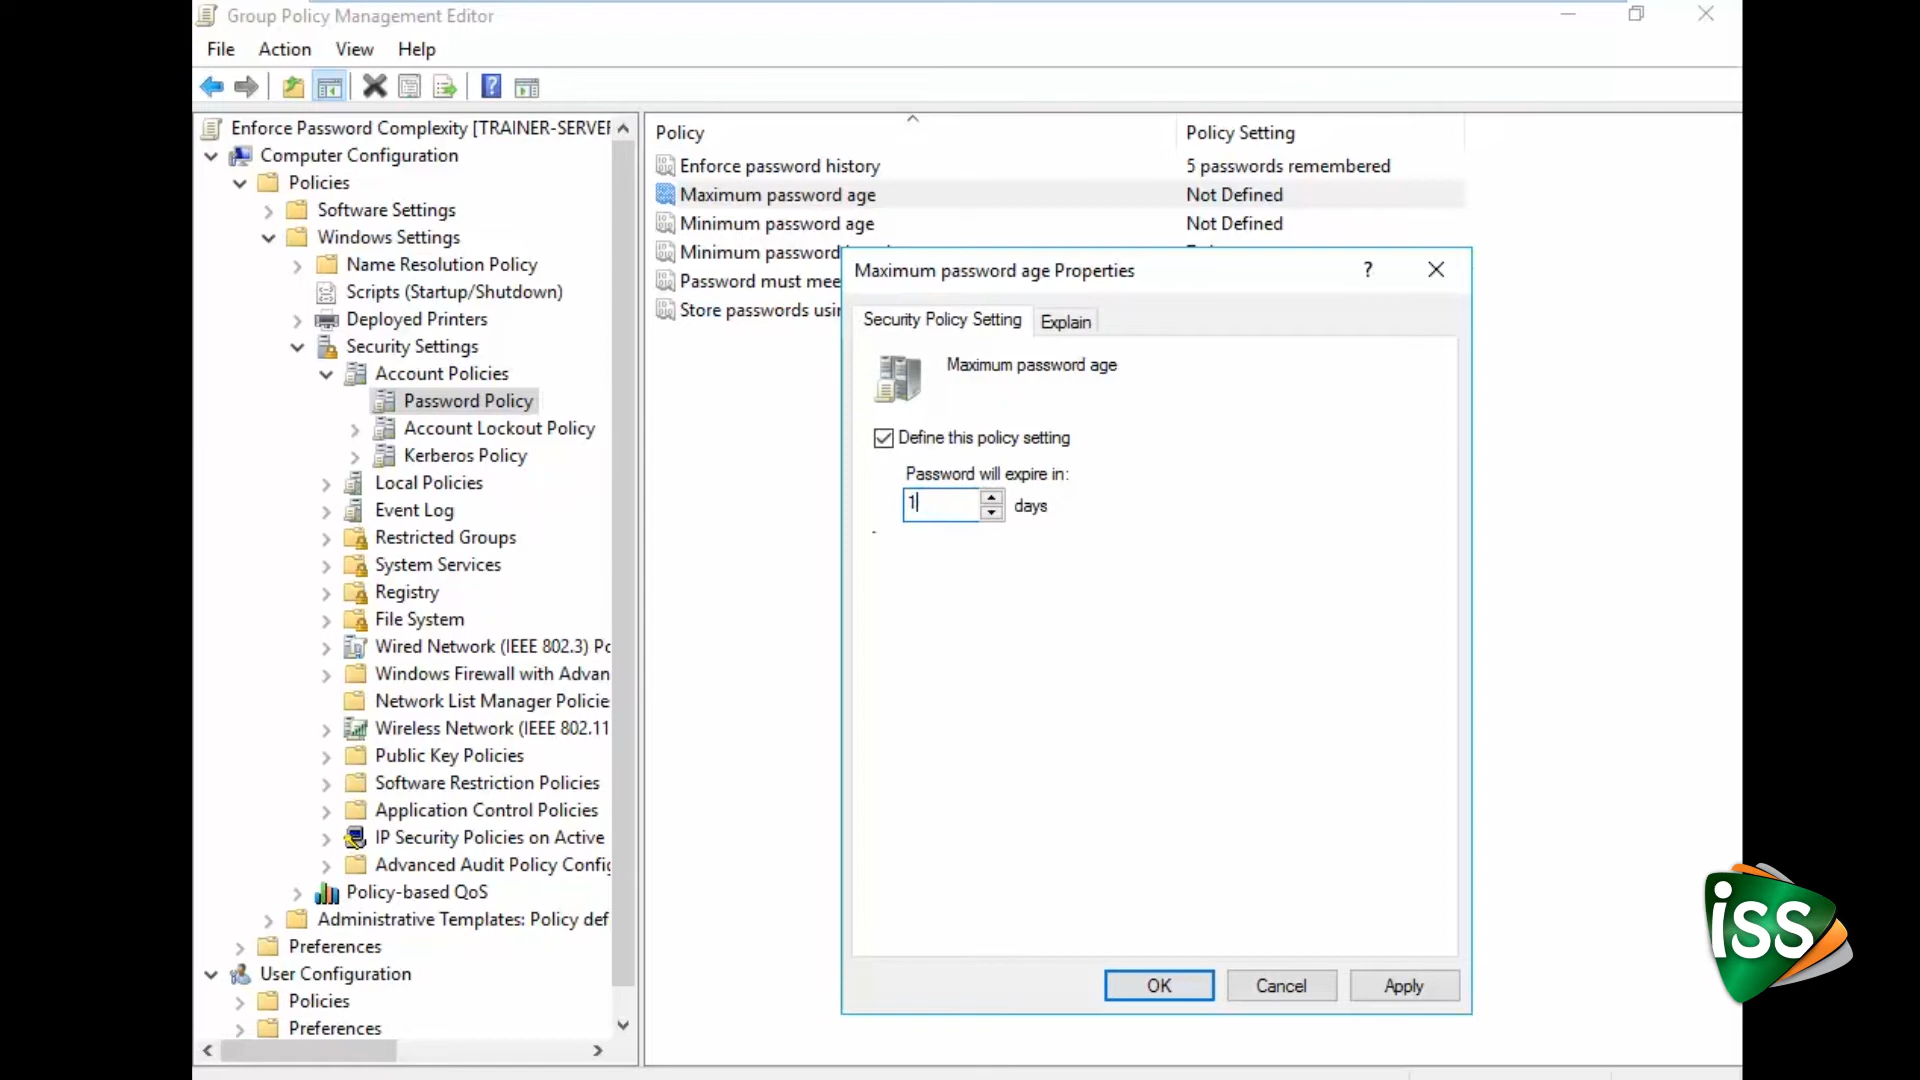 Group Policy Management Editor
File Action View Help
Enforce Password Complexity [TRAINER-SERVER
Computer Configuration
Policies
Software Settings
Windows Settings
Name Resolution Policy
Scripts (Startup/Shutdown)
Deployed Printers
Security Settings
Account Policies
Password Policy
Account Lockout Policy
Kerberos Policy
Local Policies
Event Log
Restricted Groups
System Services
Registry
File System
Wired Network (IEEE 802.3) Po
Windows Firewall with Advan
Network List Manager Policie
Wireless Network (IEEE 802.11
Public Key Policies
Software Restriction Policies
Application Control Policies
IP Security Policies on Active
Advanced Audit Policy Config
Policy-based QoS
Administrative Templates: Policy def
Preferences
User Configuration
Policies
Preferences
Policy Policy Setting
Enforce password history 5 passwords remembered
Maximum password age Not Defined
Minimum password age Not Defined
Minimum password
Password must mee
Store passwords usin
Maximum password age Properties
Security Policy Setting Explain
Maximum password age
Define this policy setting
Password will expire in:
1 days
OK Cancel Apply
iSS